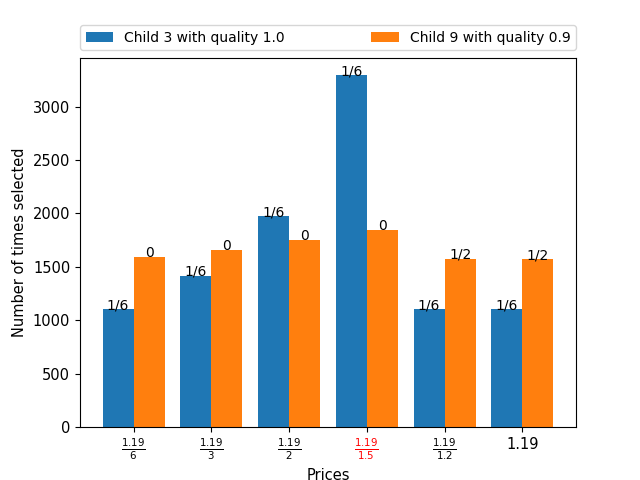 Child 3 with quality 1.0 Child 9 with quality 0.9
Number of times selected
3000
2500
2000
1500
1000
500
0
1/6 0 1/6 0 1/6 0 1/6 0 1/6 1/2 1/6 1/2
1.19/6 1.19/3 1.19/2 1.19/1.5 1.19/1.2 1.19
Prices